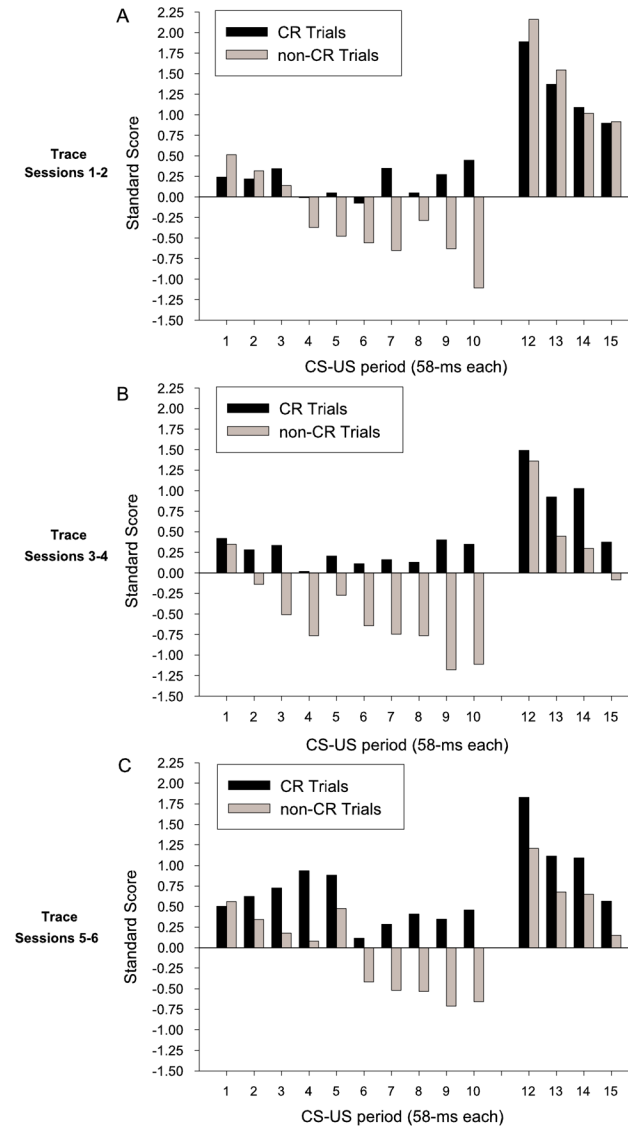 A
2.25
2.00
1.75
1.50
1.25
1.00
0.75
0.50
0.25
0.00
-0.25
-0.50
-0.75
-1.00
-1.25
-1.50
CR Trials
non-CR Trials
Trace
Sessions 1-2
Standard Score
1 2 3 4 5 6 7 8 9 10 12 13 14 15
CS-US period (58-ms each)
B
2.25
2.00
1.75
1.50
1.25
1.00
0.75
0.50
0.25
0.00
-0.25
-0.50
-0.75
-1.00
-1.25
-1.50
CR Trials
non-CR Trials
Trace
Sessions 3-4
Standard Score
1 2 3 4 5 6 7 8 9 10 12 13 14 15
CS-US period (58-ms each)
C
2.25
2.00
1.75
1.50
1.25
1.00
0.75
0.50
0.25
0.00
-0.25
-0.50
-0.75
-1.00
-1.25
-1.50
CR Trials
non-CR Trials
Trace
Sessions 5-6
Standard Score
1 2 3 4 5 6 7 8 9 10 12 13 14 15
CS-US period (58-ms each)